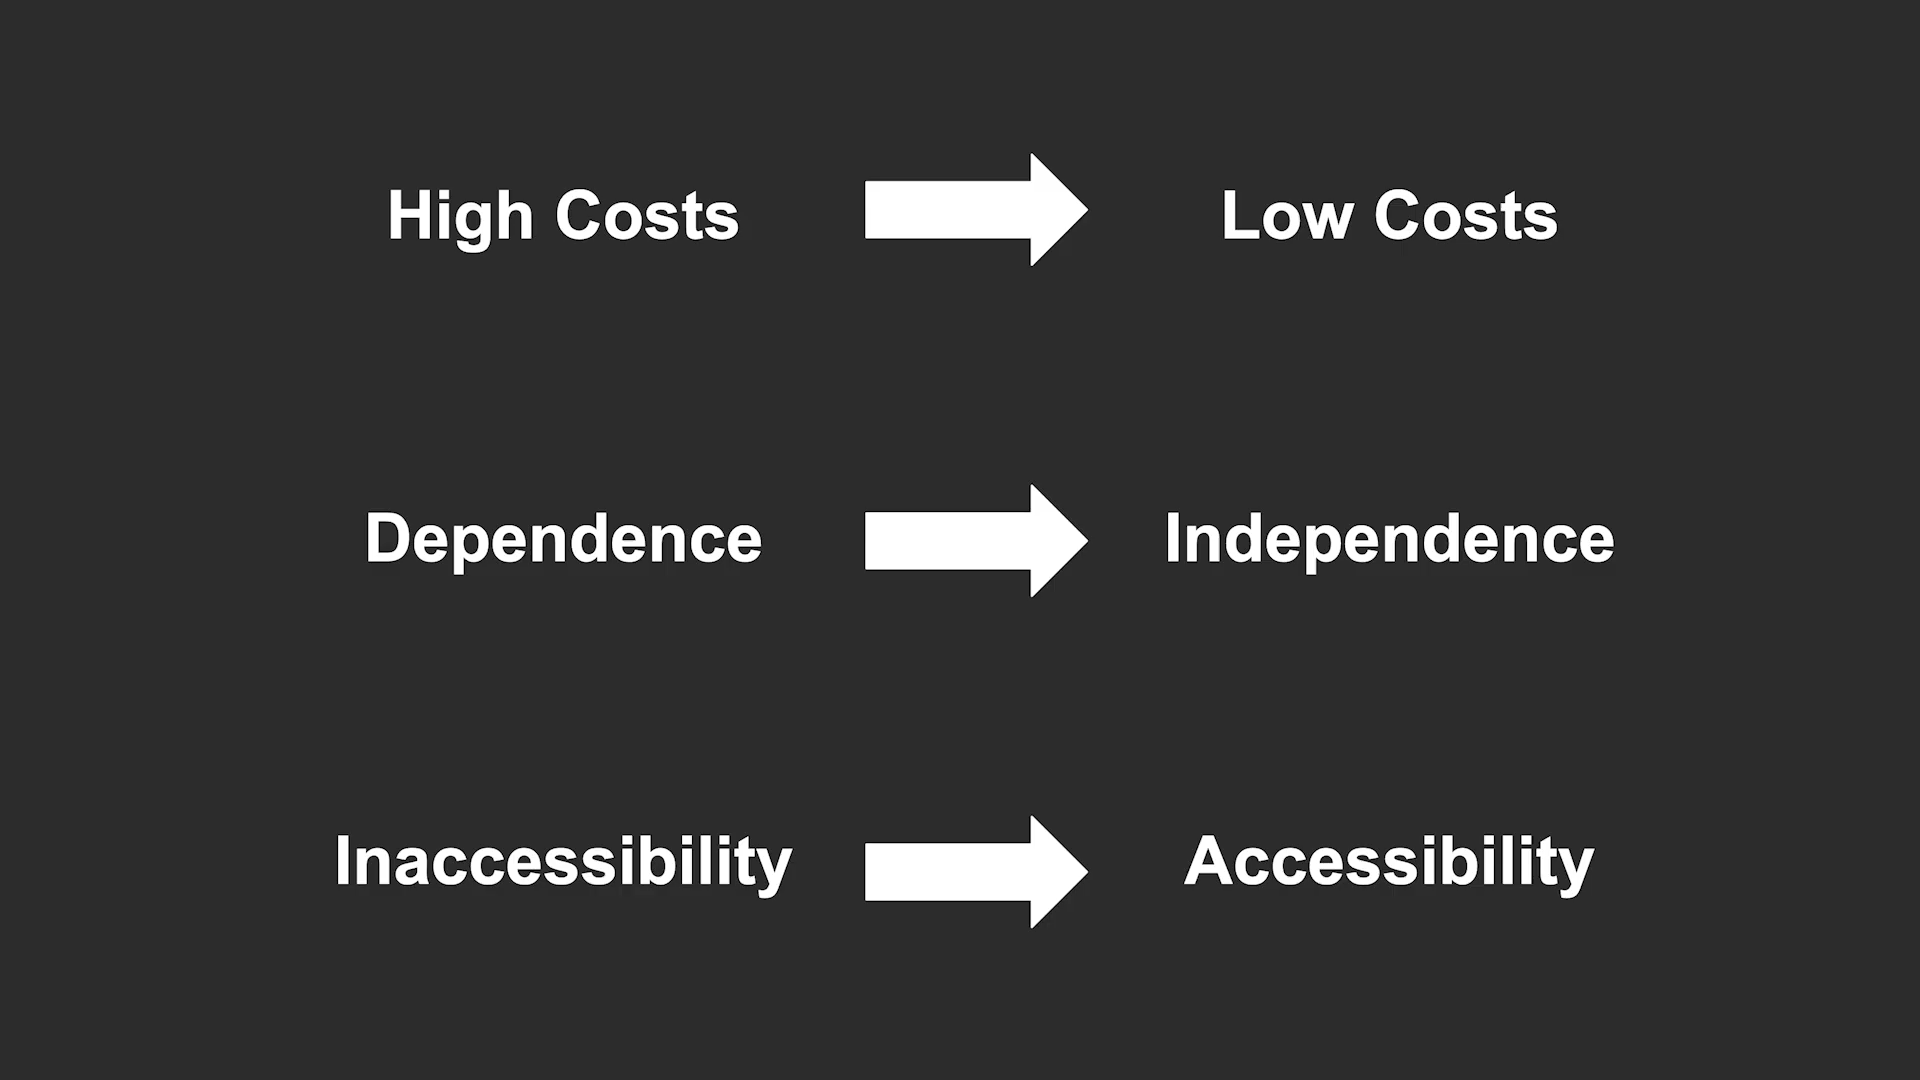 High Costs Low Costs
Dependence Independence
Inaccessibility Accessibility